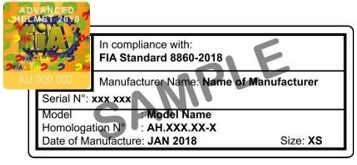 ADVANCED
HELMET 2018
FIA
AU 000 000
In compliance with:
FIA Standard 8860-2018
Manufacturer Name: Name of Manufacturer
Serial N°: xxx xxx
Model : Model Name
Homologation N° : AH.XXX.XX-X
Date of Manufacture: JAN 2018 Size: XS
SAMPLE